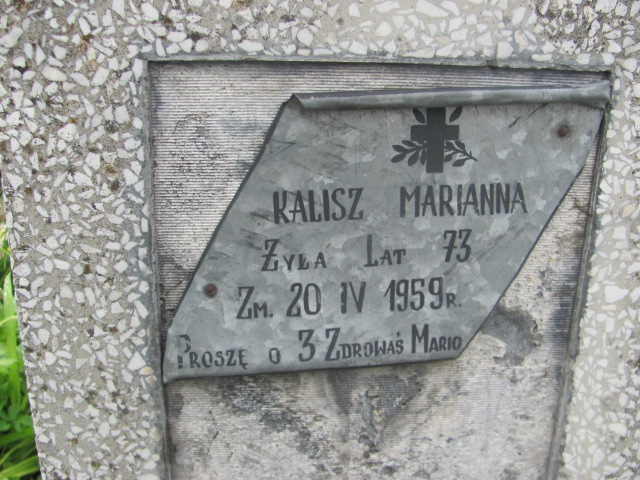 KALISZ MARIANNA
ŻYŁA LAT 73
ZM. 20 IV 1959 R.
PROSZĘ O 3 ZDROWAŚ MARIO